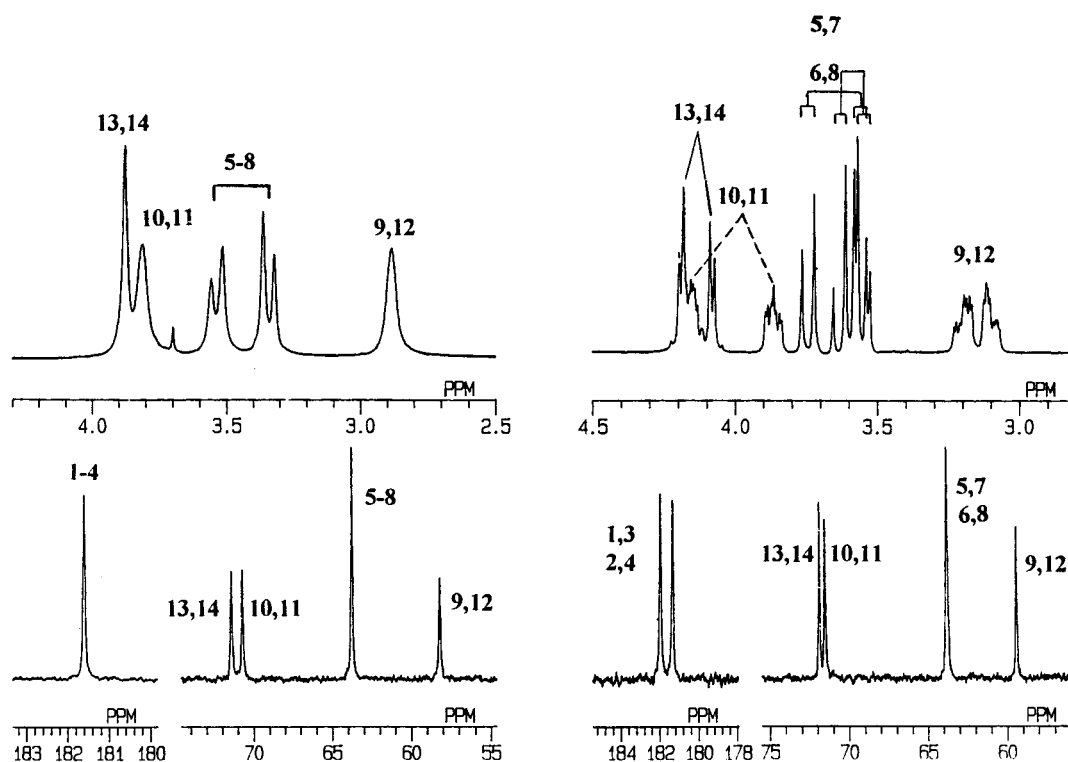 13,14
10,11
5-8
9,12
PPM
4.0 3.5 3.0 2.5
5,7
6,8
13,14
10,11
9,12
PPM
4.5 4.0 3.5 3.0
1-4
5-8
13,14 10,11
9,12
PPM PPM
183 182 181 180 70 65 60 55
1,3
2,4
13,14 10,11
5,7
6,8
9,12
PPM PPM
184 182 180 178 75 70 65 60